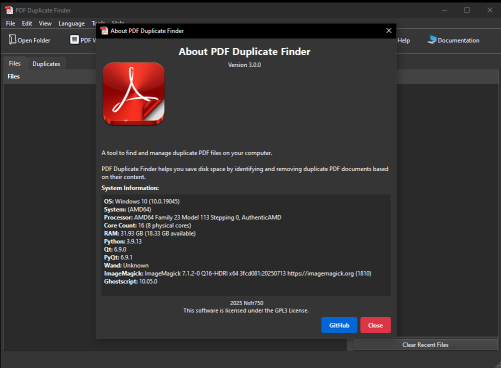 PDF Duplicate Finder
File Edit View Language Tools Help
About PDF Duplicate Finder
Open Folder
PDF V
Help
Documentation
About PDF Duplicate Finder
Version 3.0.0
Files Duplicates
Files
A tool to find and manage duplicate PDF files on your computer.
PDF Duplicate Finder helps you save disk space by identifying and removing duplicate PDF documents based
on their content.
System Information:
OS: Windows 10 (10.0.19045)
System: (AMD64)
Processor: AMD64 Family 23 Model 113 Stepping 0, AuthenticAMD
Core Count: 16 (8 physical cores)
RAM: 31.93 GB (18.33 GB available)
Python: 3.9.13
Qt: 6.9.0
PyQt: 6.9.1
Wand: Unknown
ImageMagick: ImageMagick 7.1.2-0 Q16-HDRI x64 3fcd081:20250713 https://imagemagick.org (1810)
Ghostscript: 10.05.0
2025 Nsfr750
This software is licensed under the GPL3 License.
GitHub
Close
Clear Recent Files